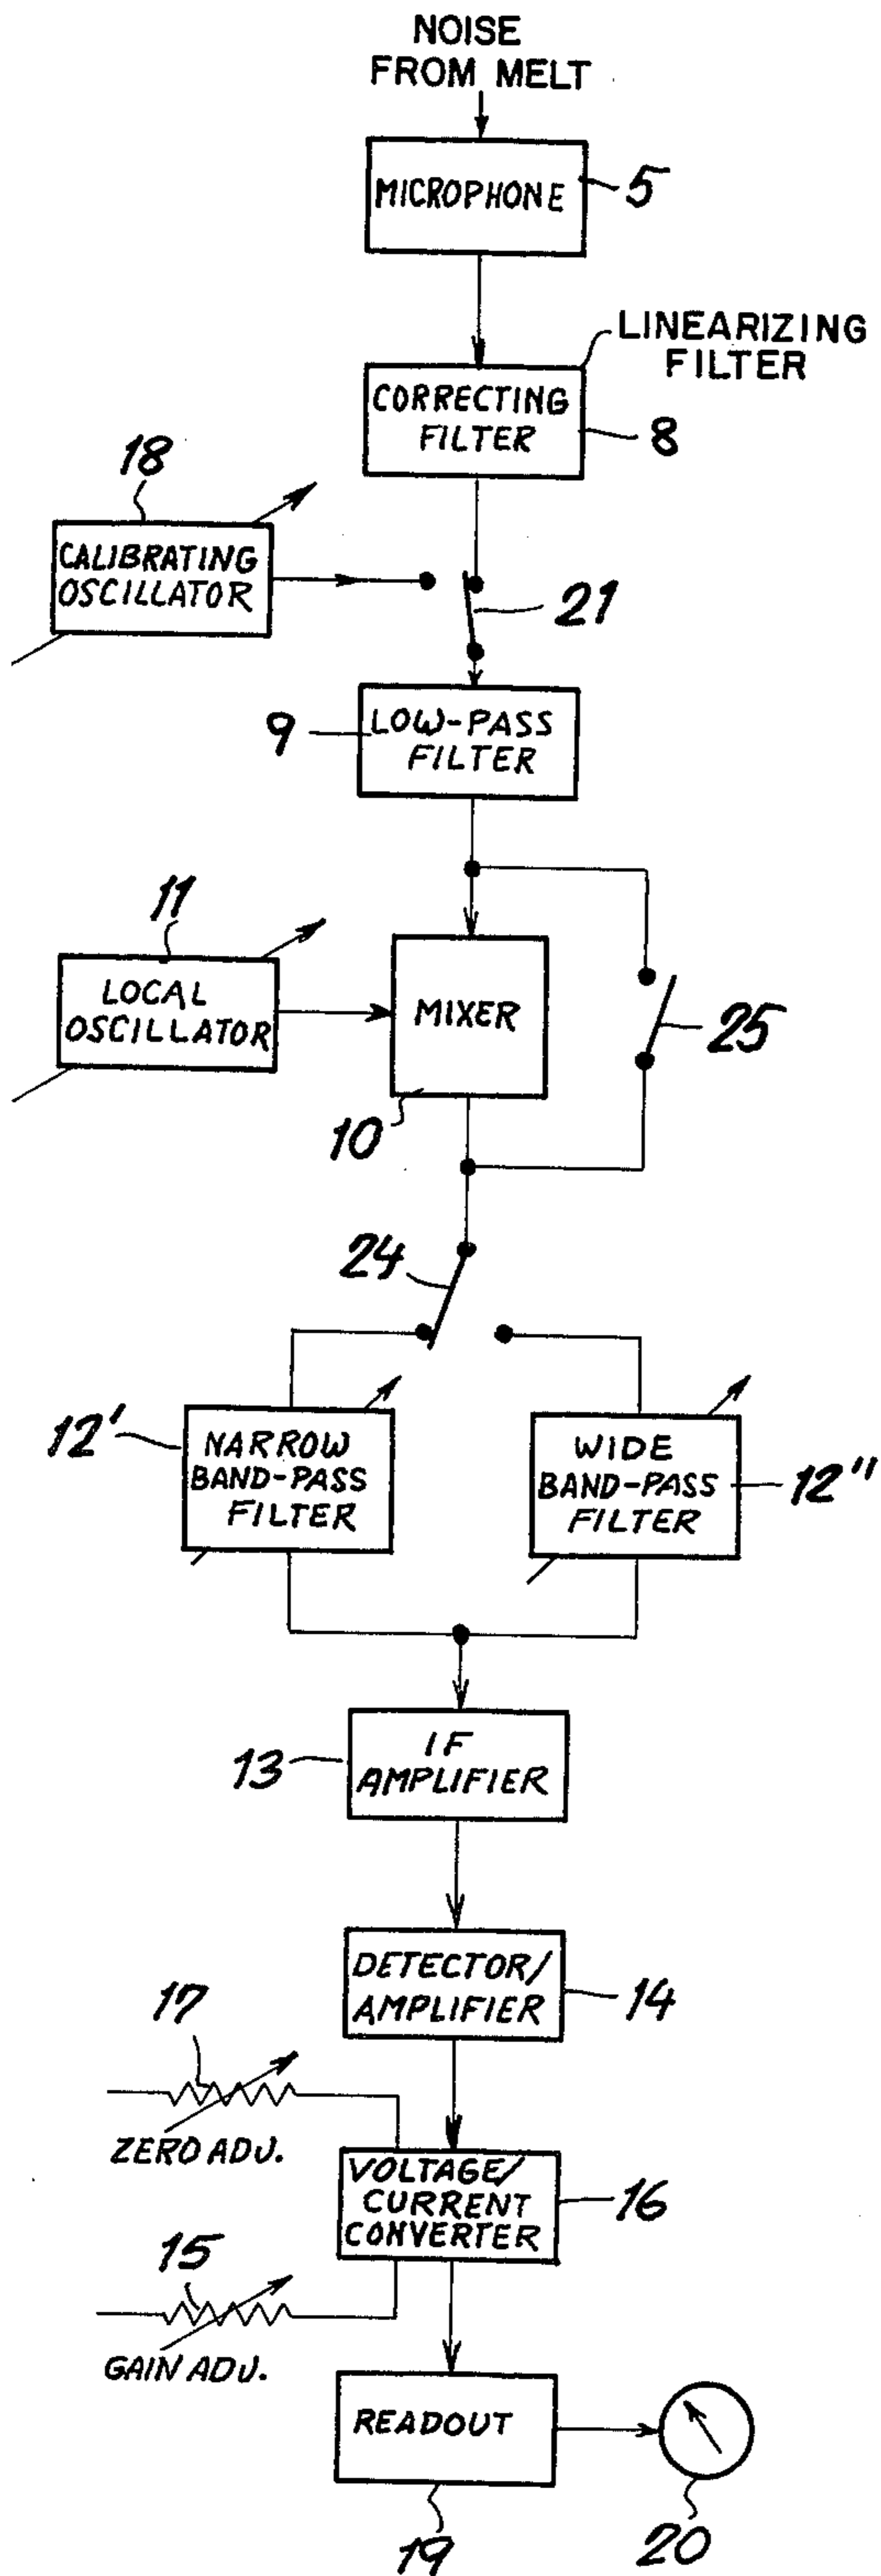 NOISE
FROM MELT
MICROPHONE
5
LINEARIZING
FILTER
CORRECTING
FILTER
8
18
CALIBRATING
OSCILLATOR
21
9
LOW-PASS
FILTER
11
LOCAL
OSCILLATOR
MIXER
25
10
24
12'
NARROW
BAND-PASS
FILTER
WIDE
BAND-PASS
FILTER
12"
13
IF
AMPLIFIER
DETECTOR/
AMPLIFIER
14
17
ZERO ADJ.
VOLTAGE/
CURRENT
CONVERTER
16
15
GAIN ADJ.
READOUT
19
20